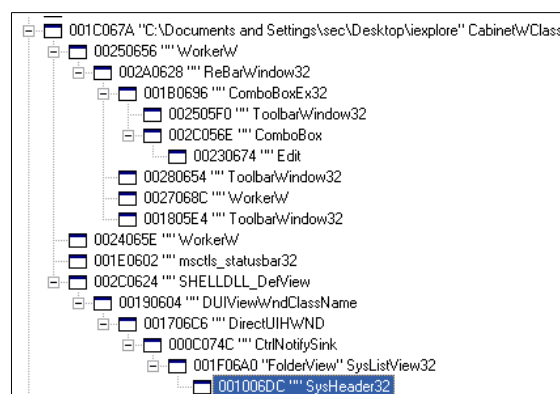 001C067A "C:\Documents and Settings\sec\Desktop\iexplore" CabinetWClass
00250656 "" WorkerW
002A0628 "" ReBarWindow32
001B0696 "" ComboBoxEx32
002505F0 "" ToolbarWindow32
002C056E "" ComboBox
00230674 "" Edit
00280654 "" ToolbarWindow32
0027068C "" WorkerW
001805E4 "" ToolbarWindow32
0024065E "" WorkerW
001E0602 "" msctls_statusbar32
002C0624 "" SHELLDLL_DefView
00190604 "" DUIViewWndClassName
001706C6 "" DirectUIHWND
000C074C "" CtrlNotifySink
001F06A0 "FolderView" SysListView32
001006DC "" SysHeader32